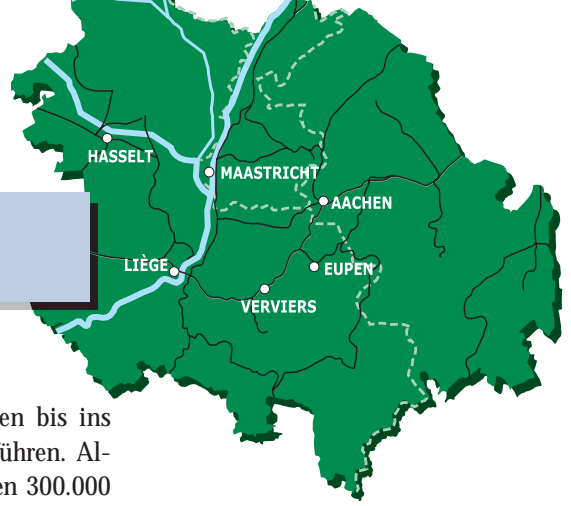 HASSELT
MAASTRICHT
AACHEN
LIÈGE
EUPEN
VERVIERS
en bis ins
ühren. Al-
en 300.000